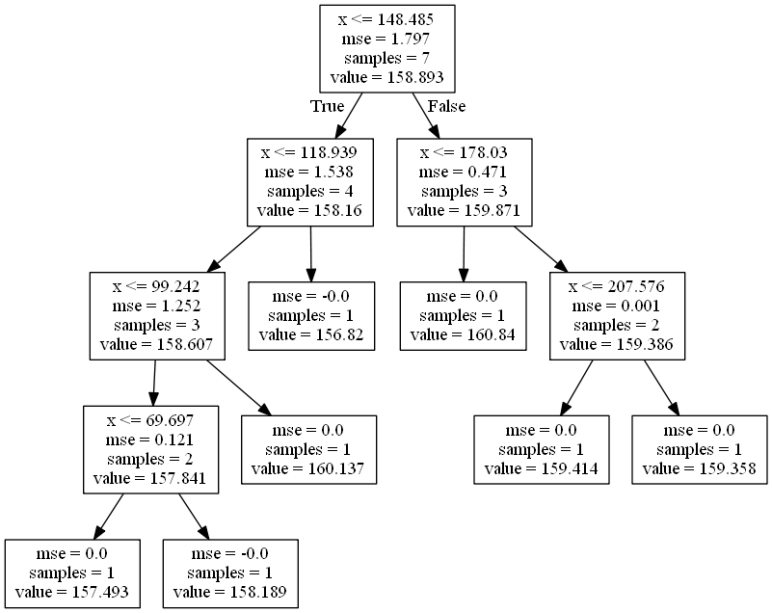 x <= 148.485
mse = 1.797
samples = 7
value = 158.893
True
False
x <= 118.939
mse = 1.538
samples = 4
value = 158.16
x <= 178.03
mse = 0.471
samples = 3
value = 159.871
x <= 99.242
mse = 1.252
samples = 3
value = 158.607
mse = -0.0
samples = 1
value = 156.82
mse = 0.0
samples = 1
value = 160.84
x <= 207.576
mse = 0.001
samples = 2
value = 159.386
x <= 69.697
mse = 0.121
samples = 2
value = 157.841
mse = 0.0
samples = 1
value = 160.137
mse = 0.0
samples = 1
value = 159.414
mse = 0.0
samples = 1
value = 159.358
mse = 0.0
samples = 1
value = 157.493
mse = -0.0
samples = 1
value = 158.189